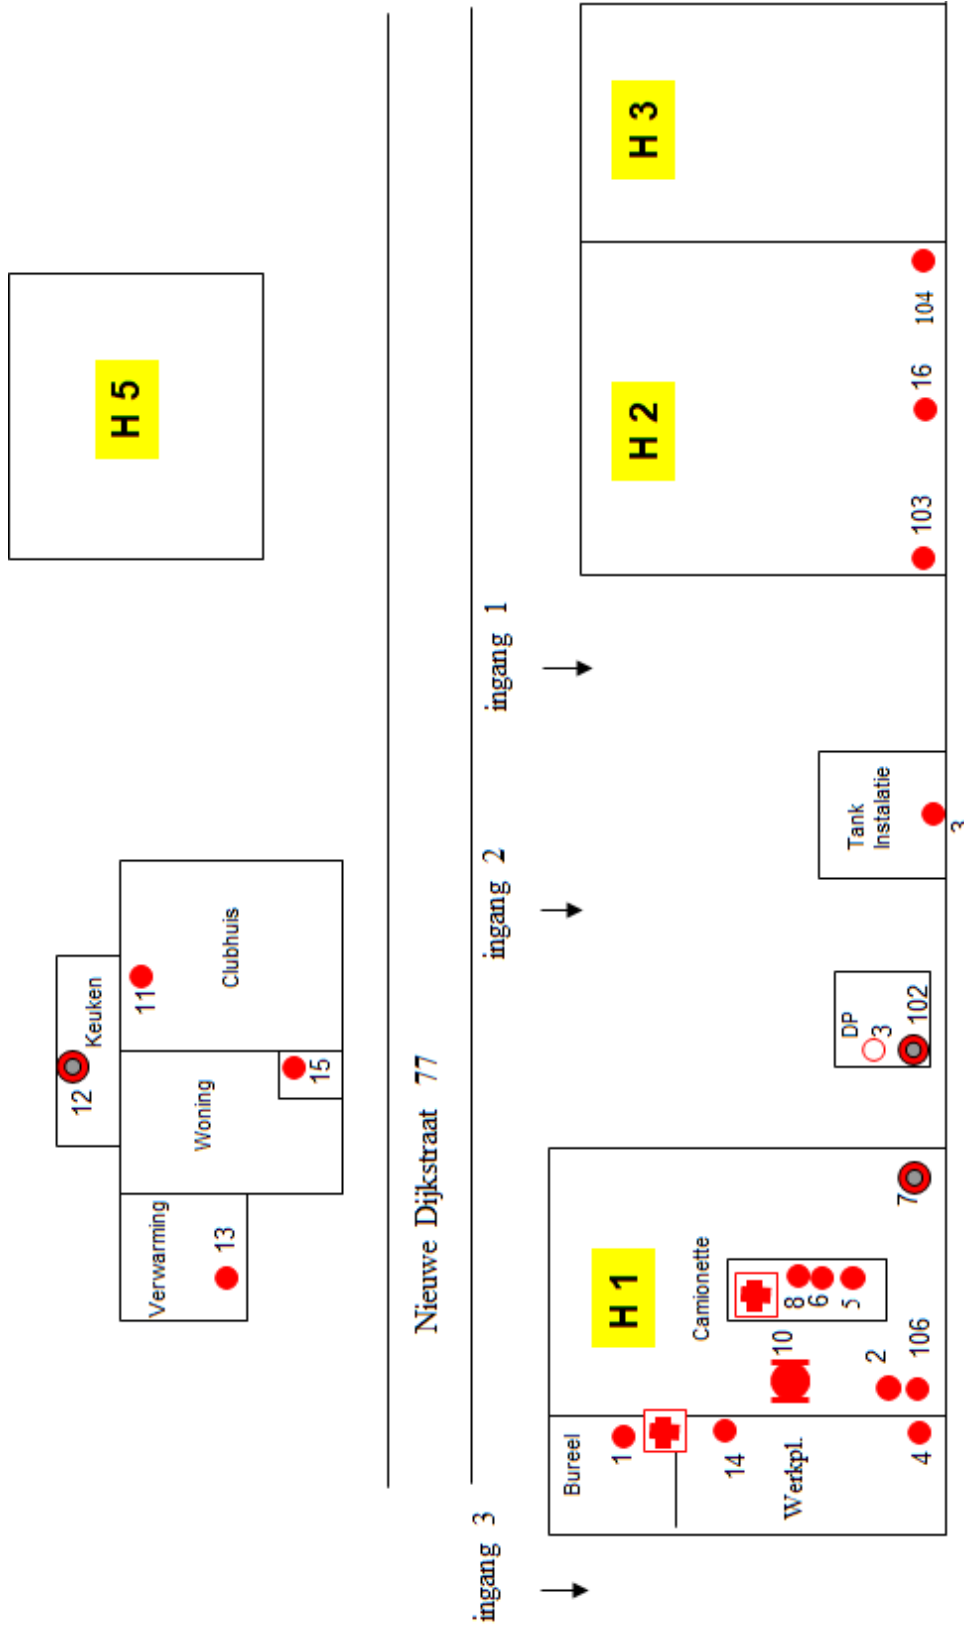 Keuken
12
11
Clubhuis
Woning
15
Verwarming
13
H 5
Nieuwe Dijkstraat 77
ingang 3
ingang 2
ingang 1
Bureel
1
14
Werkpl.
4
H 1
Camionette
8
6
5
10
2
106
7
DP
3
102
Tank
Instalatie
3
H 2
103
16
104
H 3